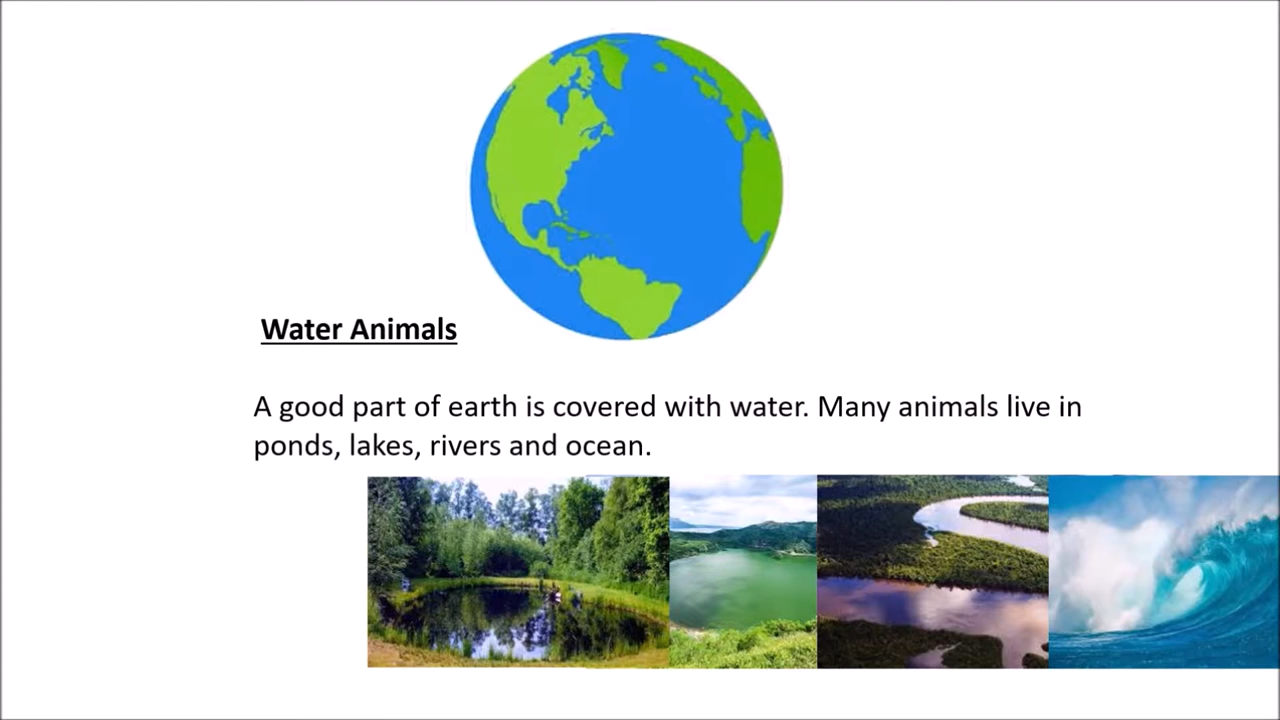 Water Animals
A good part of earth is covered with water. Many animals live in
ponds, lakes, rivers and ocean.